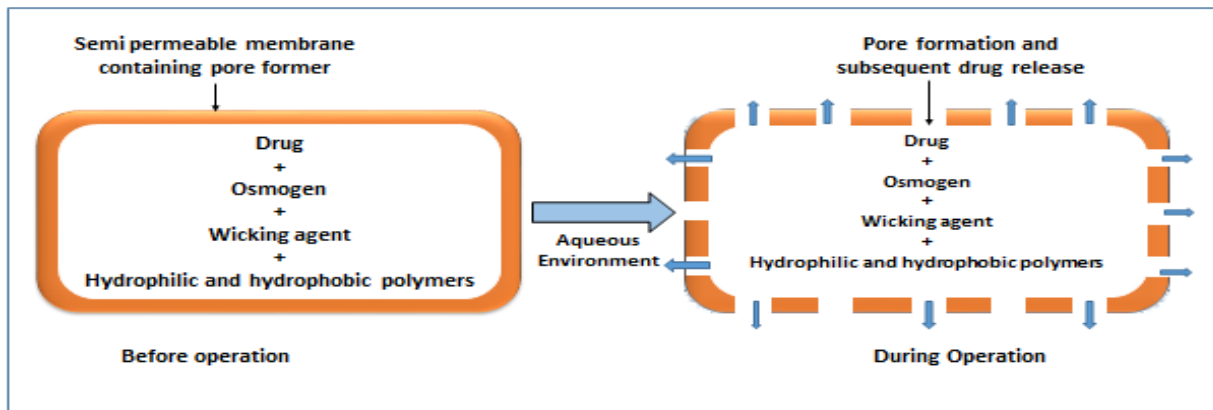 Semi permeable membrane
containing pore former
Drug
+
Osmogen
+
Wicking agent
+
Hydrophilic and hydrophobic polymers
Before operation
Aqueous
Environment
Pore formation and
subsequent drug release
Drug
+
Osmogen
+
Wicking agent
+
Hydrophilic and hydrophobic polymers
During Operation